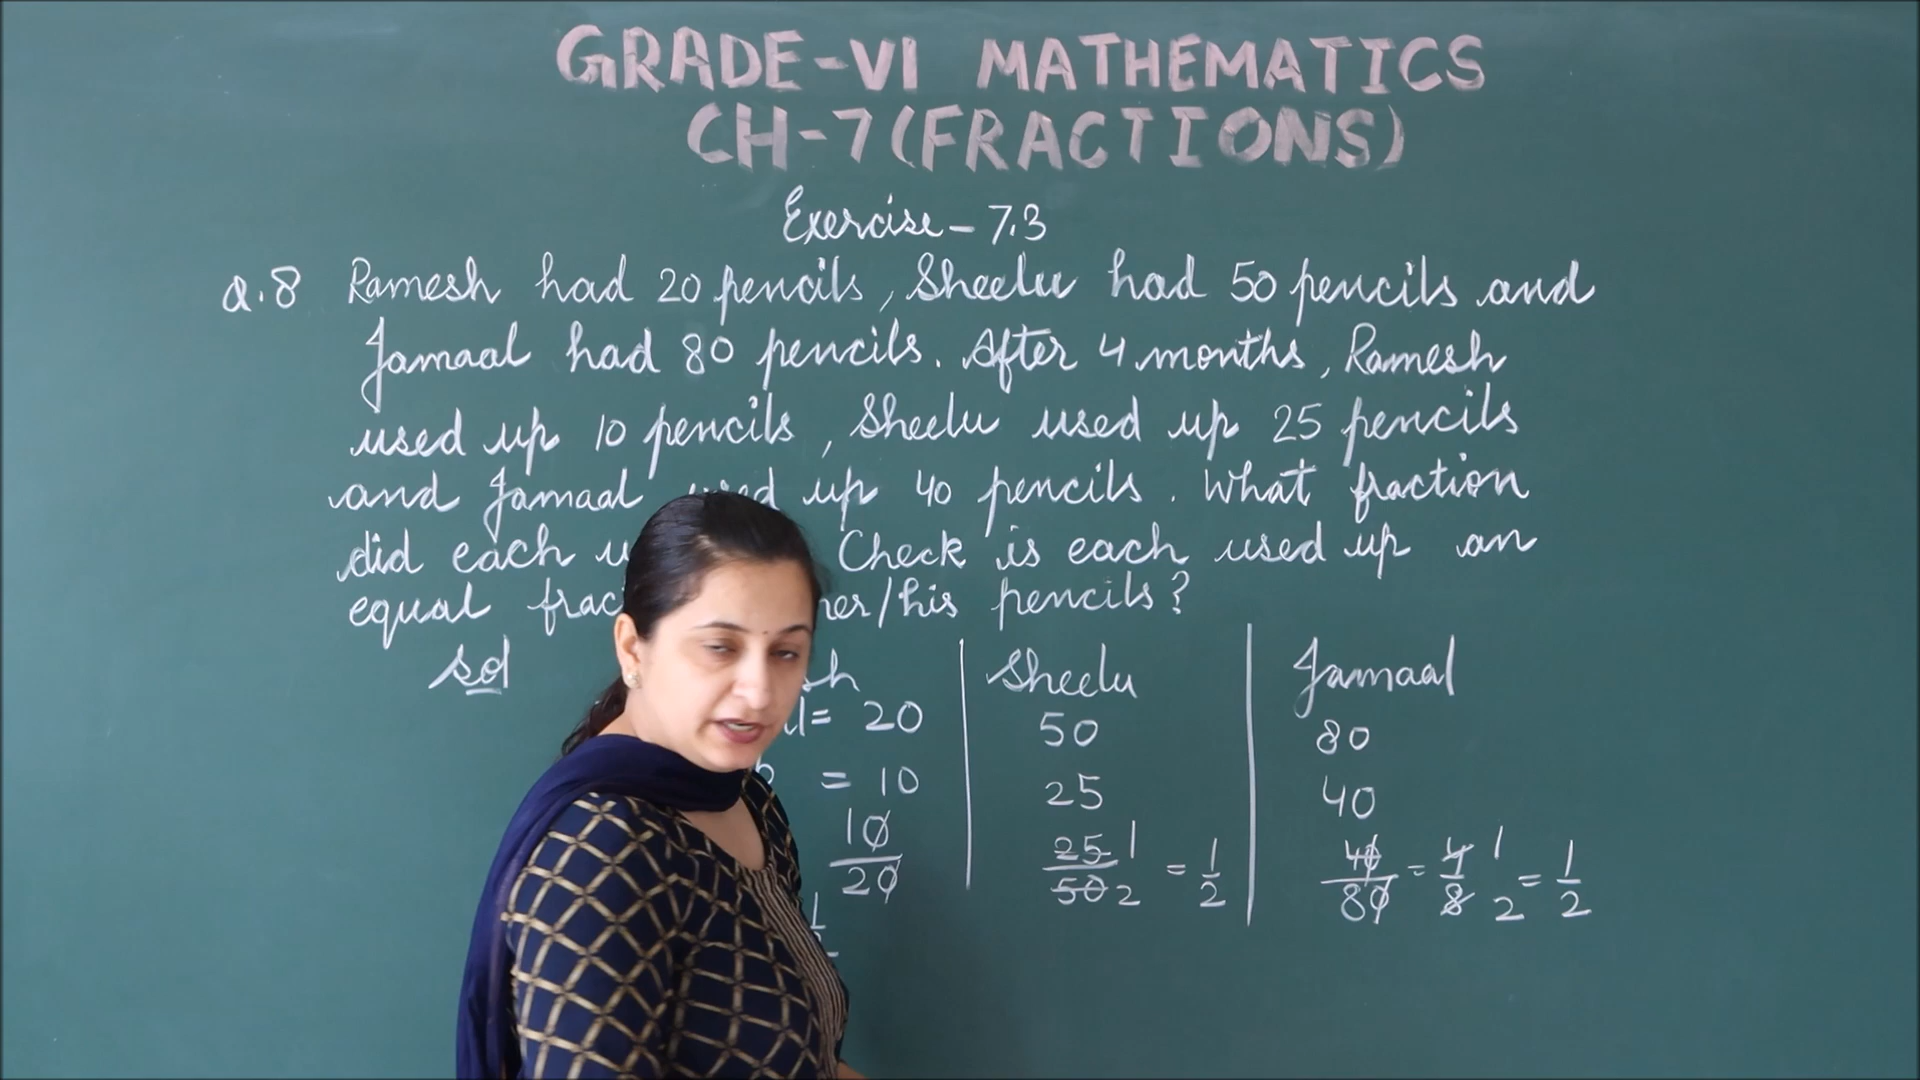 GRADE-VI MATHEMATICS
CH-7(FRACTIONS)
Exercise-7.3
Q.8 Ramesh had 20 pencils, Sheelu had 50 pencils and
Jamaal had 80 pencils. After 4 months, Ramesh
used up 10 pencils, Sheelu used up 25 pencils
and Jamaal used up 40 pencils. What fraction
did each Check is each used up an
equal her/his pencils?
Sol Sheelu Jamaal
= 20 50 80
= 10 25 40
10/20 25/50 1/2 = 1/2 40/80 = 4/8 1/2 = 1/2